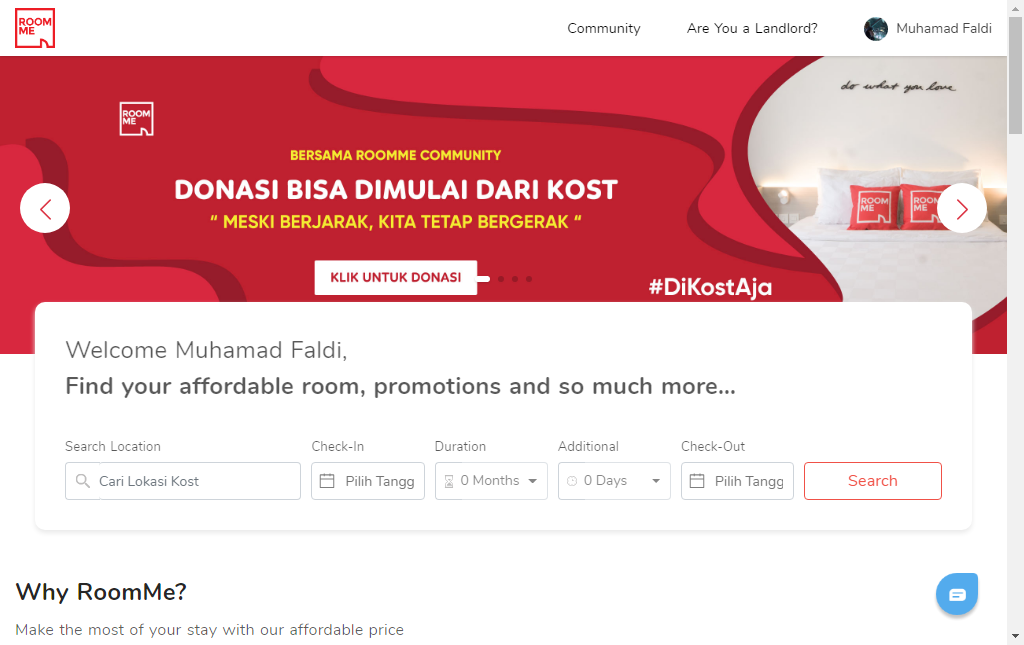 ROOM
ME
Community
Are You a Landlord?
Muhamad Faldi
do what you love
ROOM
ME
BERSAMA ROOMME COMMUNITY
DONASI BISA DIMULAI DARI KOST
“ MESKI BERJARAK, KITA TETAP BERGERAK “
ROOM
ME
ROOM
ME
KLIK UNTUK DONASI
#DiKostAja
Welcome Muhamad Faldi,
Find your affordable room, promotions and so much more...
Search Location
Check-In
Duration
Additional
Check-Out
Cari Lokasi Kost
Pilih Tangg
0 Months
0 Days
Pilih Tangg
Search
Why RoomMe?
Make the most of your stay with our affordable price